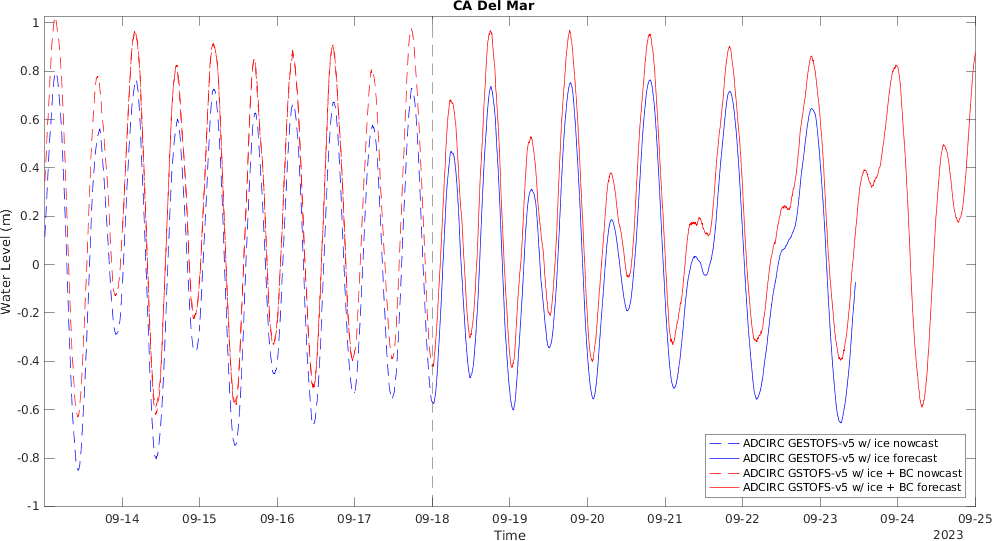 CA Del Mar
1
0.8
0.6
0.4
0.2
0
-0.2
-0.4
-0.6
-0.8
-1
Water Level (m)
ADCIRC GESTOFS-v5 w/ ice nowcast
ADCIRC GESTOFS-v5 w/ ice forecast
ADCIRC GSTOFS-v5 w/ ice + BC nowcast
ADCIRC GSTOFS-v5 w/ ice + BC forecast
09-14 09-15 09-16 09-17 09-18 09-19 09-20 09-21 09-22 09-23 09-24 09-25
Time
2023